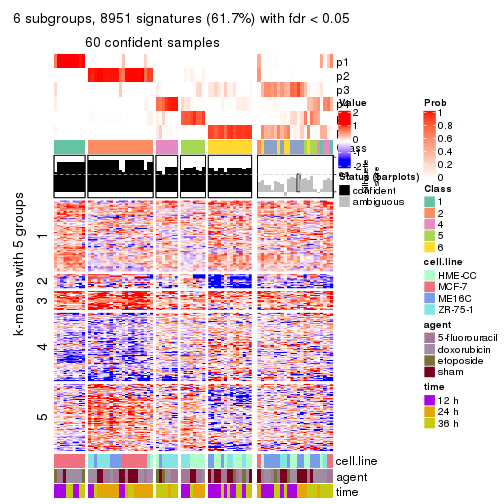 6 subgroups, 8951 signatures (61.7%) with fdr < 0.05
60 confident samples
p1
p2
p3
Value
2
1
0
-1
-2
Status (barplots)
confident
ambiguous
k-means with 5 groups
1
2
3
4
5
cell.line
agent
time
Prob
1
0.8
0.6
0.4
0.2
0
Class
1
2
4
5
6
cell.line
HME-CC
MCF-7
ME16C
ZR-75-1
agent
5-fluorouracil
doxorubicin
etoposide
sham
time
12 h
24 h
36 h